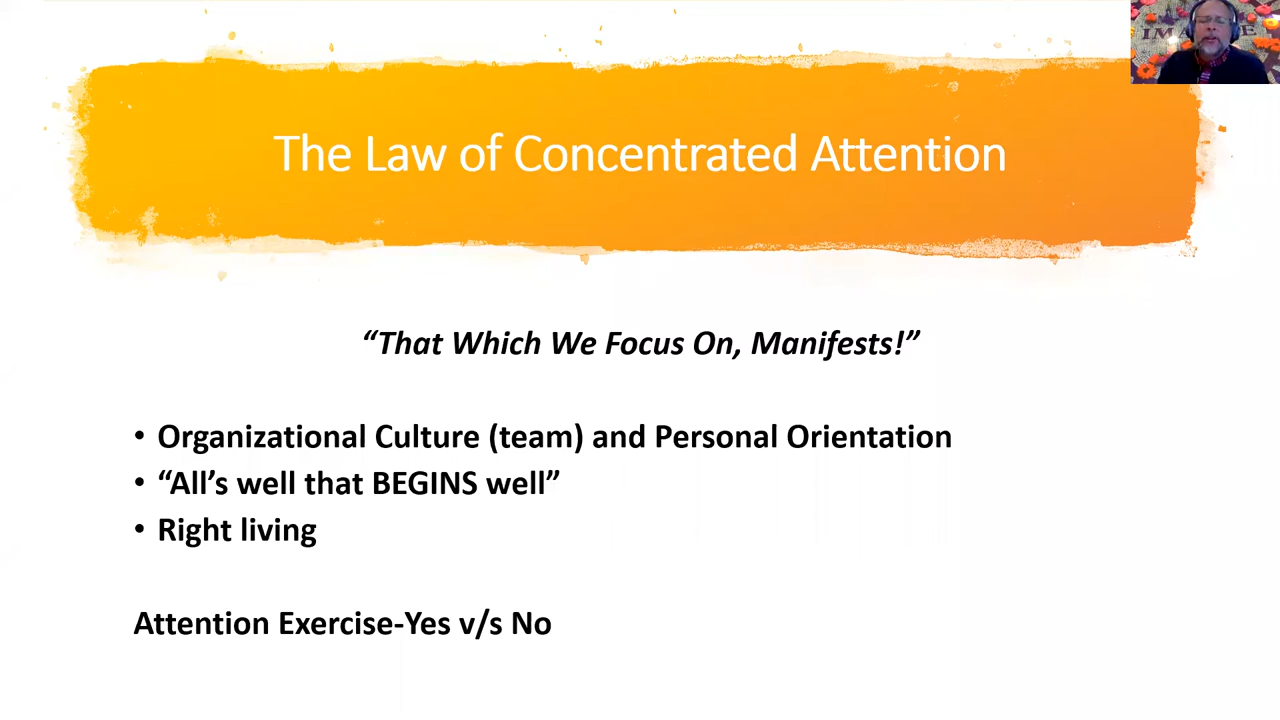 The Law of Concentrated Attention
“That Which We Focus On, Manifests!”
• Organizational Culture (team) and Personal Orientation
• “All’s well that BEGINS well”
• Right living
Attention Exercise-Yes v/s No